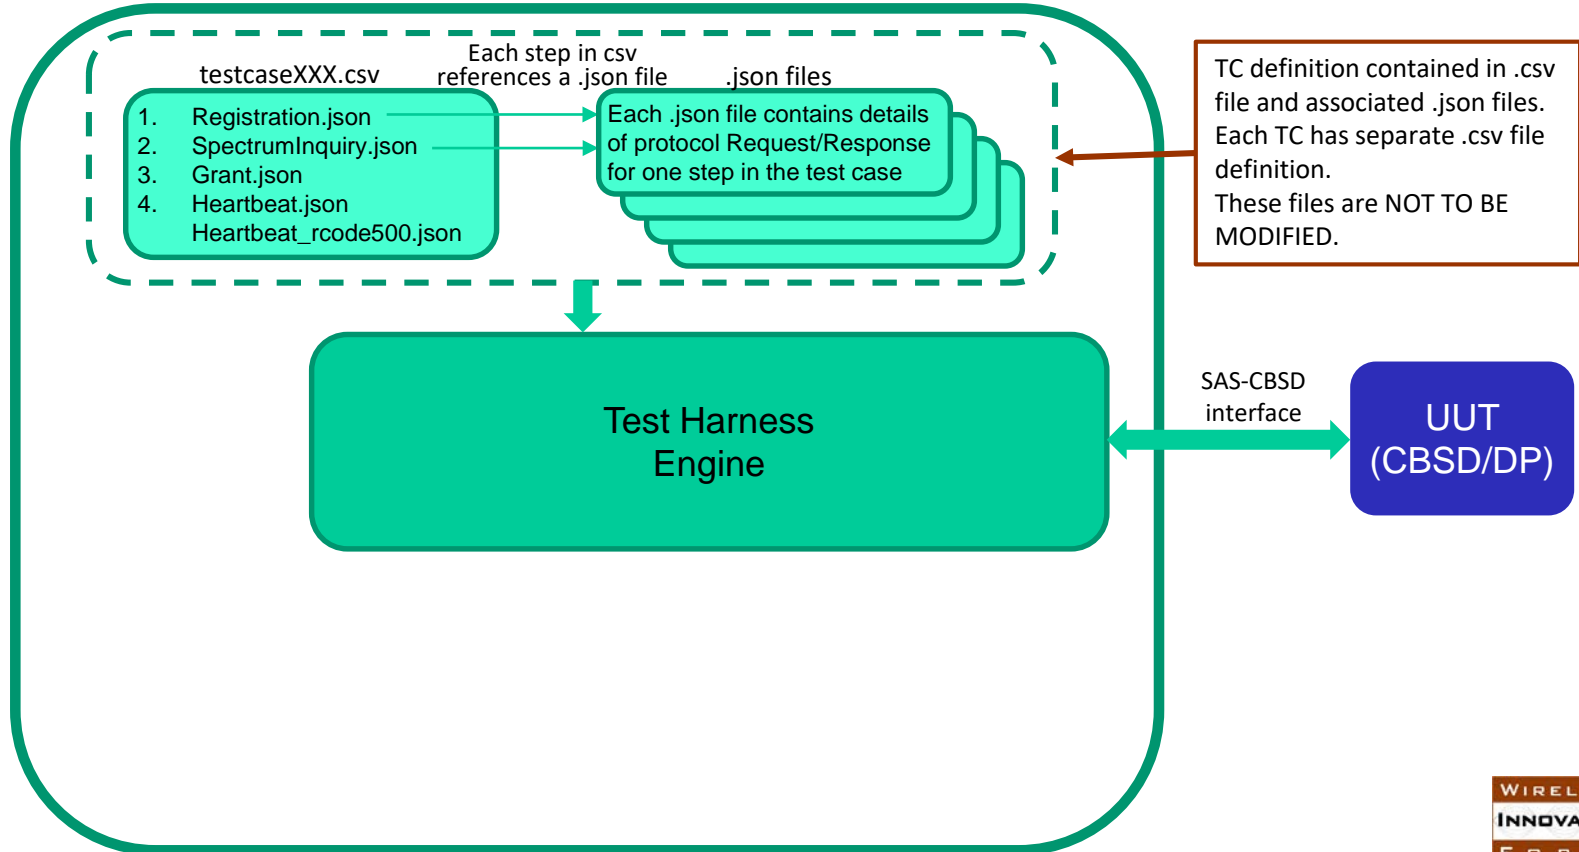 Each step in csv
references a .json file
testcaseXXX.csv
.json files
1. Registration.json
2. SpectrumInquiry.json
3. Grant.json
4. Heartbeat.json
Heartbeat_rcode500.json
Each .json file contains details
of protocol Request/Response
for one step in the test case
TC definition contained in .csv
file and associated .json files.
Each TC has separate .csv file
definition.
These files are NOT TO BE
MODIFIED.
Test Harness
Engine
SAS-CBSD
interface
UUT
(CBSD/DP)
WIREL
INNOVA